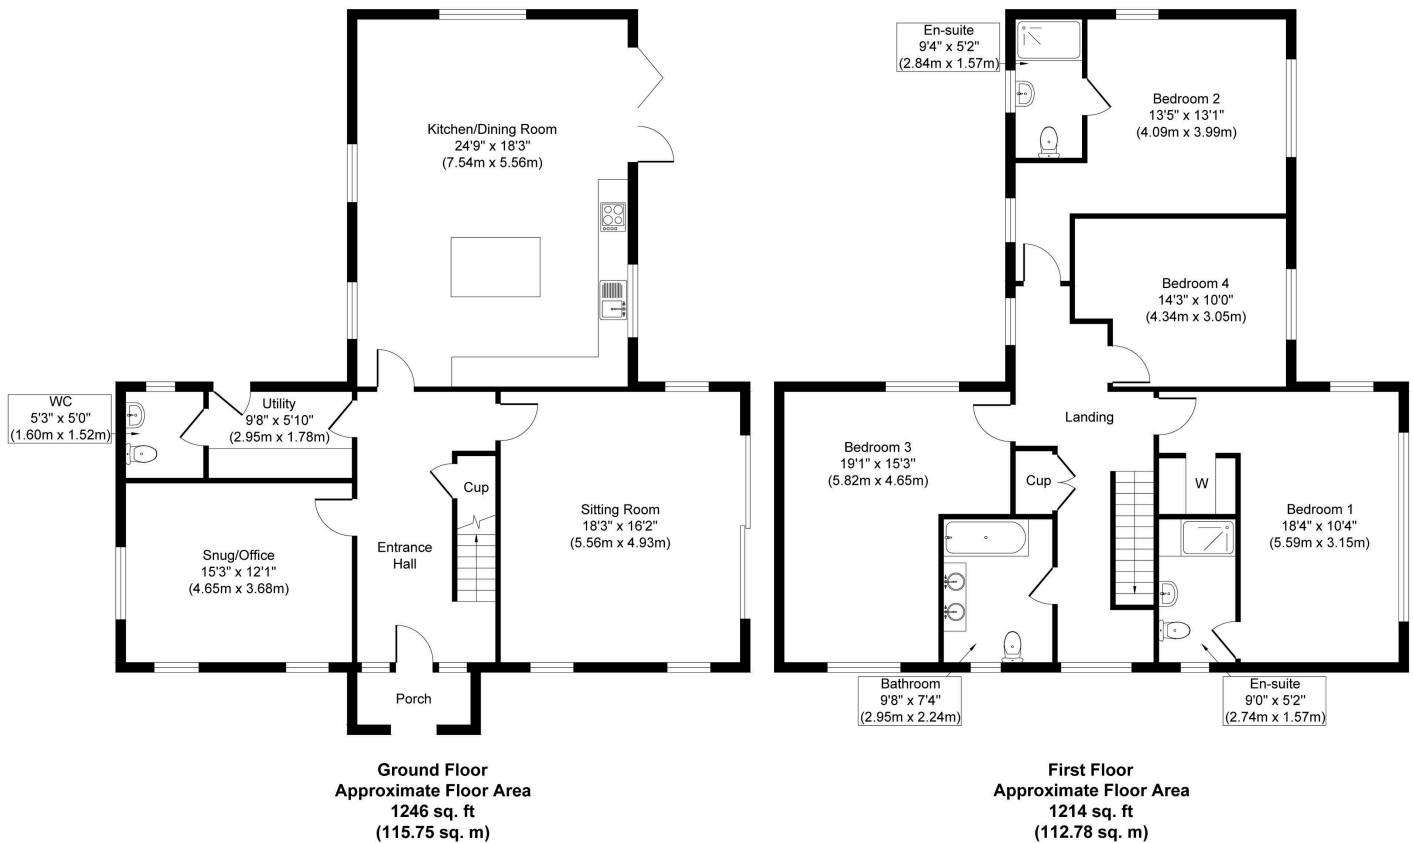 Kitchen/Dining Room
24'9" x 18'3"
(7.54m x 5.56m)
WC
5'3" x 5'0"
(1.60m x 1.52m)
Utility
9'8" x 5'10"
(2.95m x 1.78m)
Cup
Sitting Room
18'3" x 16'2"
(5.56m x 4.93m)
Entrance
Hall
Snug/Office
15'3" x 12'1"
(4.65m x 3.68m)
Porch
Ground Floor
Approximate Floor Area
1246 sq. ft
(115.75 sq. m)
En-suite
9'4" x 5'2"
(2.84m x 1.57m)
Bedroom 2
13'5" x 13'1"
(4.09m x 3.99m)
Bedroom 4
14'3" x 10'0"
(4.34m x 3.05m)
Landing
Bedroom 3
19'1" x 15'3"
(5.82m x 4.65m)
Cup
W
Bedroom 1
18'4" x 10'4"
(5.59m x 3.15m)
Bathroom
9'8" x 7'4"
(2.95m x 2.24m)
En-suite
9'0" x 5'2"
(2.74m x 1.57m)
First Floor
Approximate Floor Area
1214 sq. ft
(112.78 sq. m)